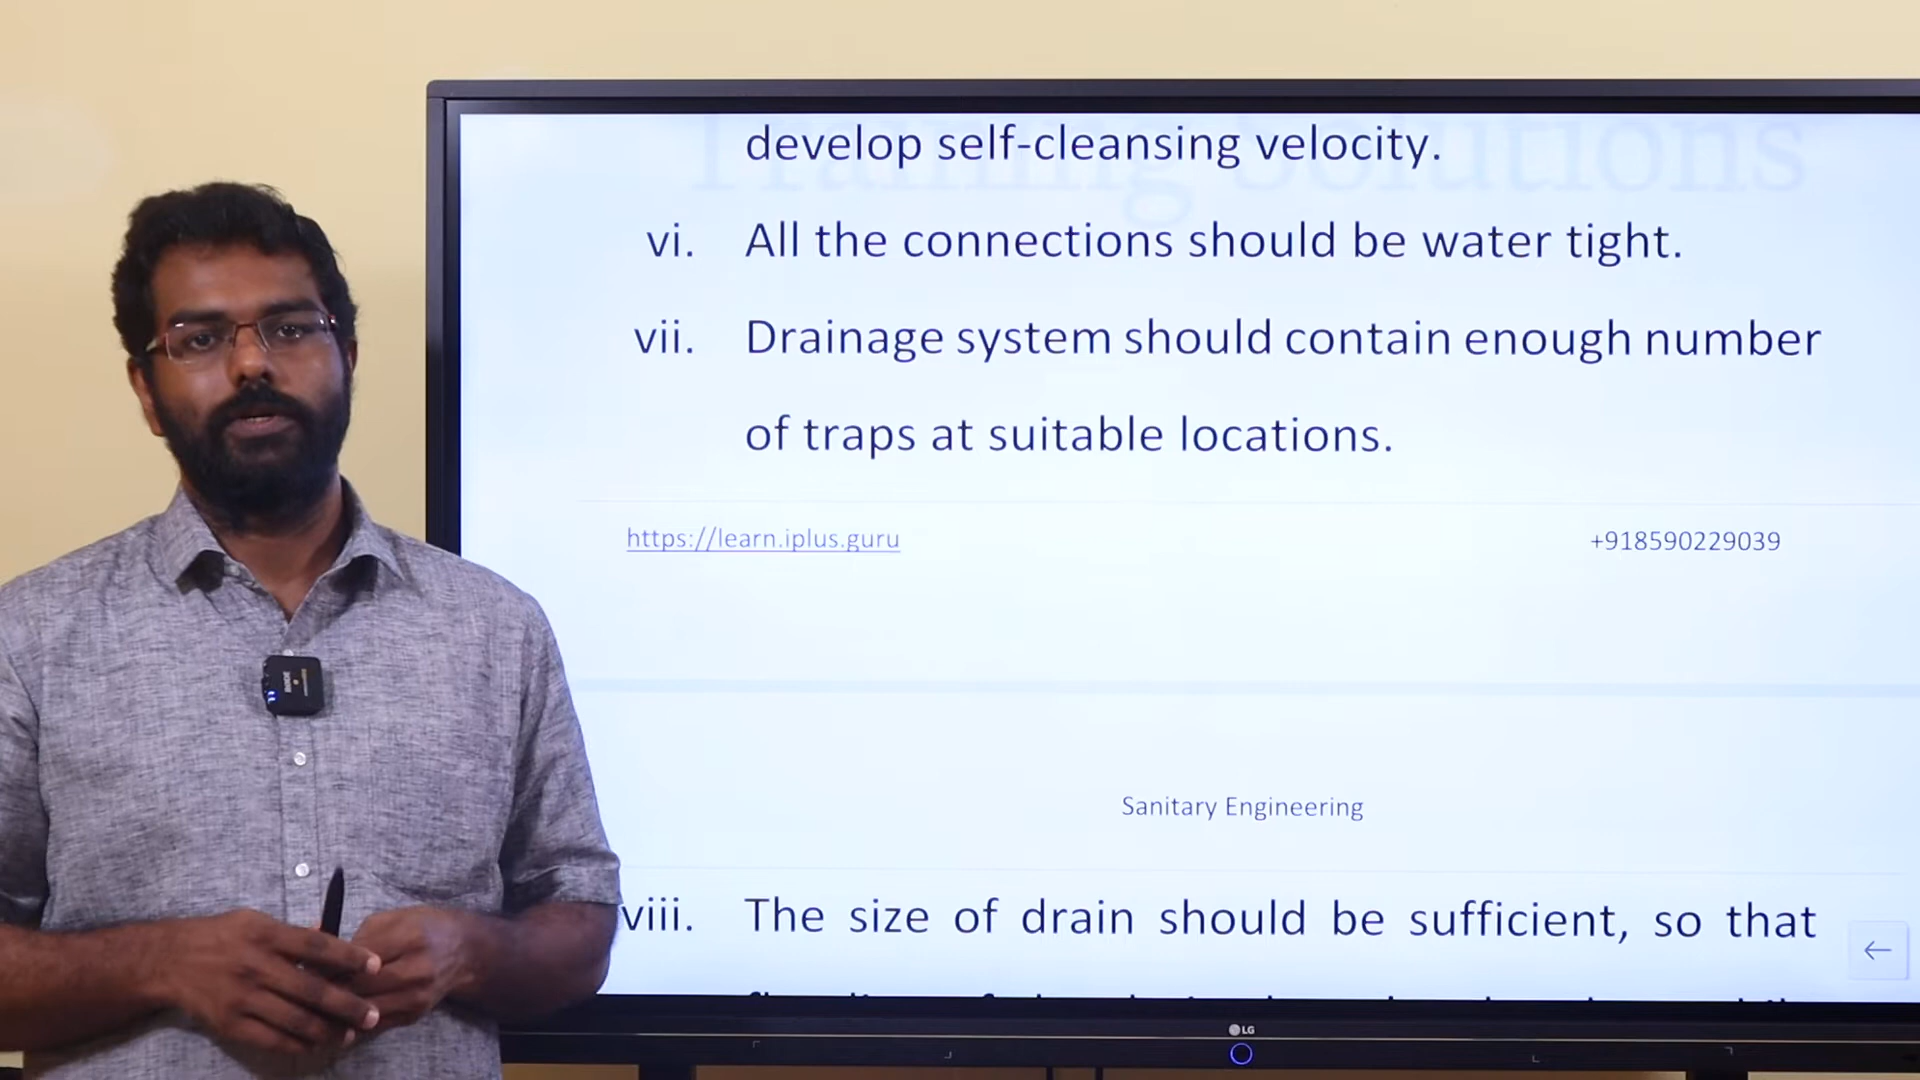 Training Solutions
develop self-cleansing velocity.
vi. All the connections should be water tight.
vii. Drainage system should contain enough number
of traps at suitable locations.
https://learn.iplus.guru +918590229039
Sanitary Engineering
viii. The size of drain should be sufficient, so that
LG